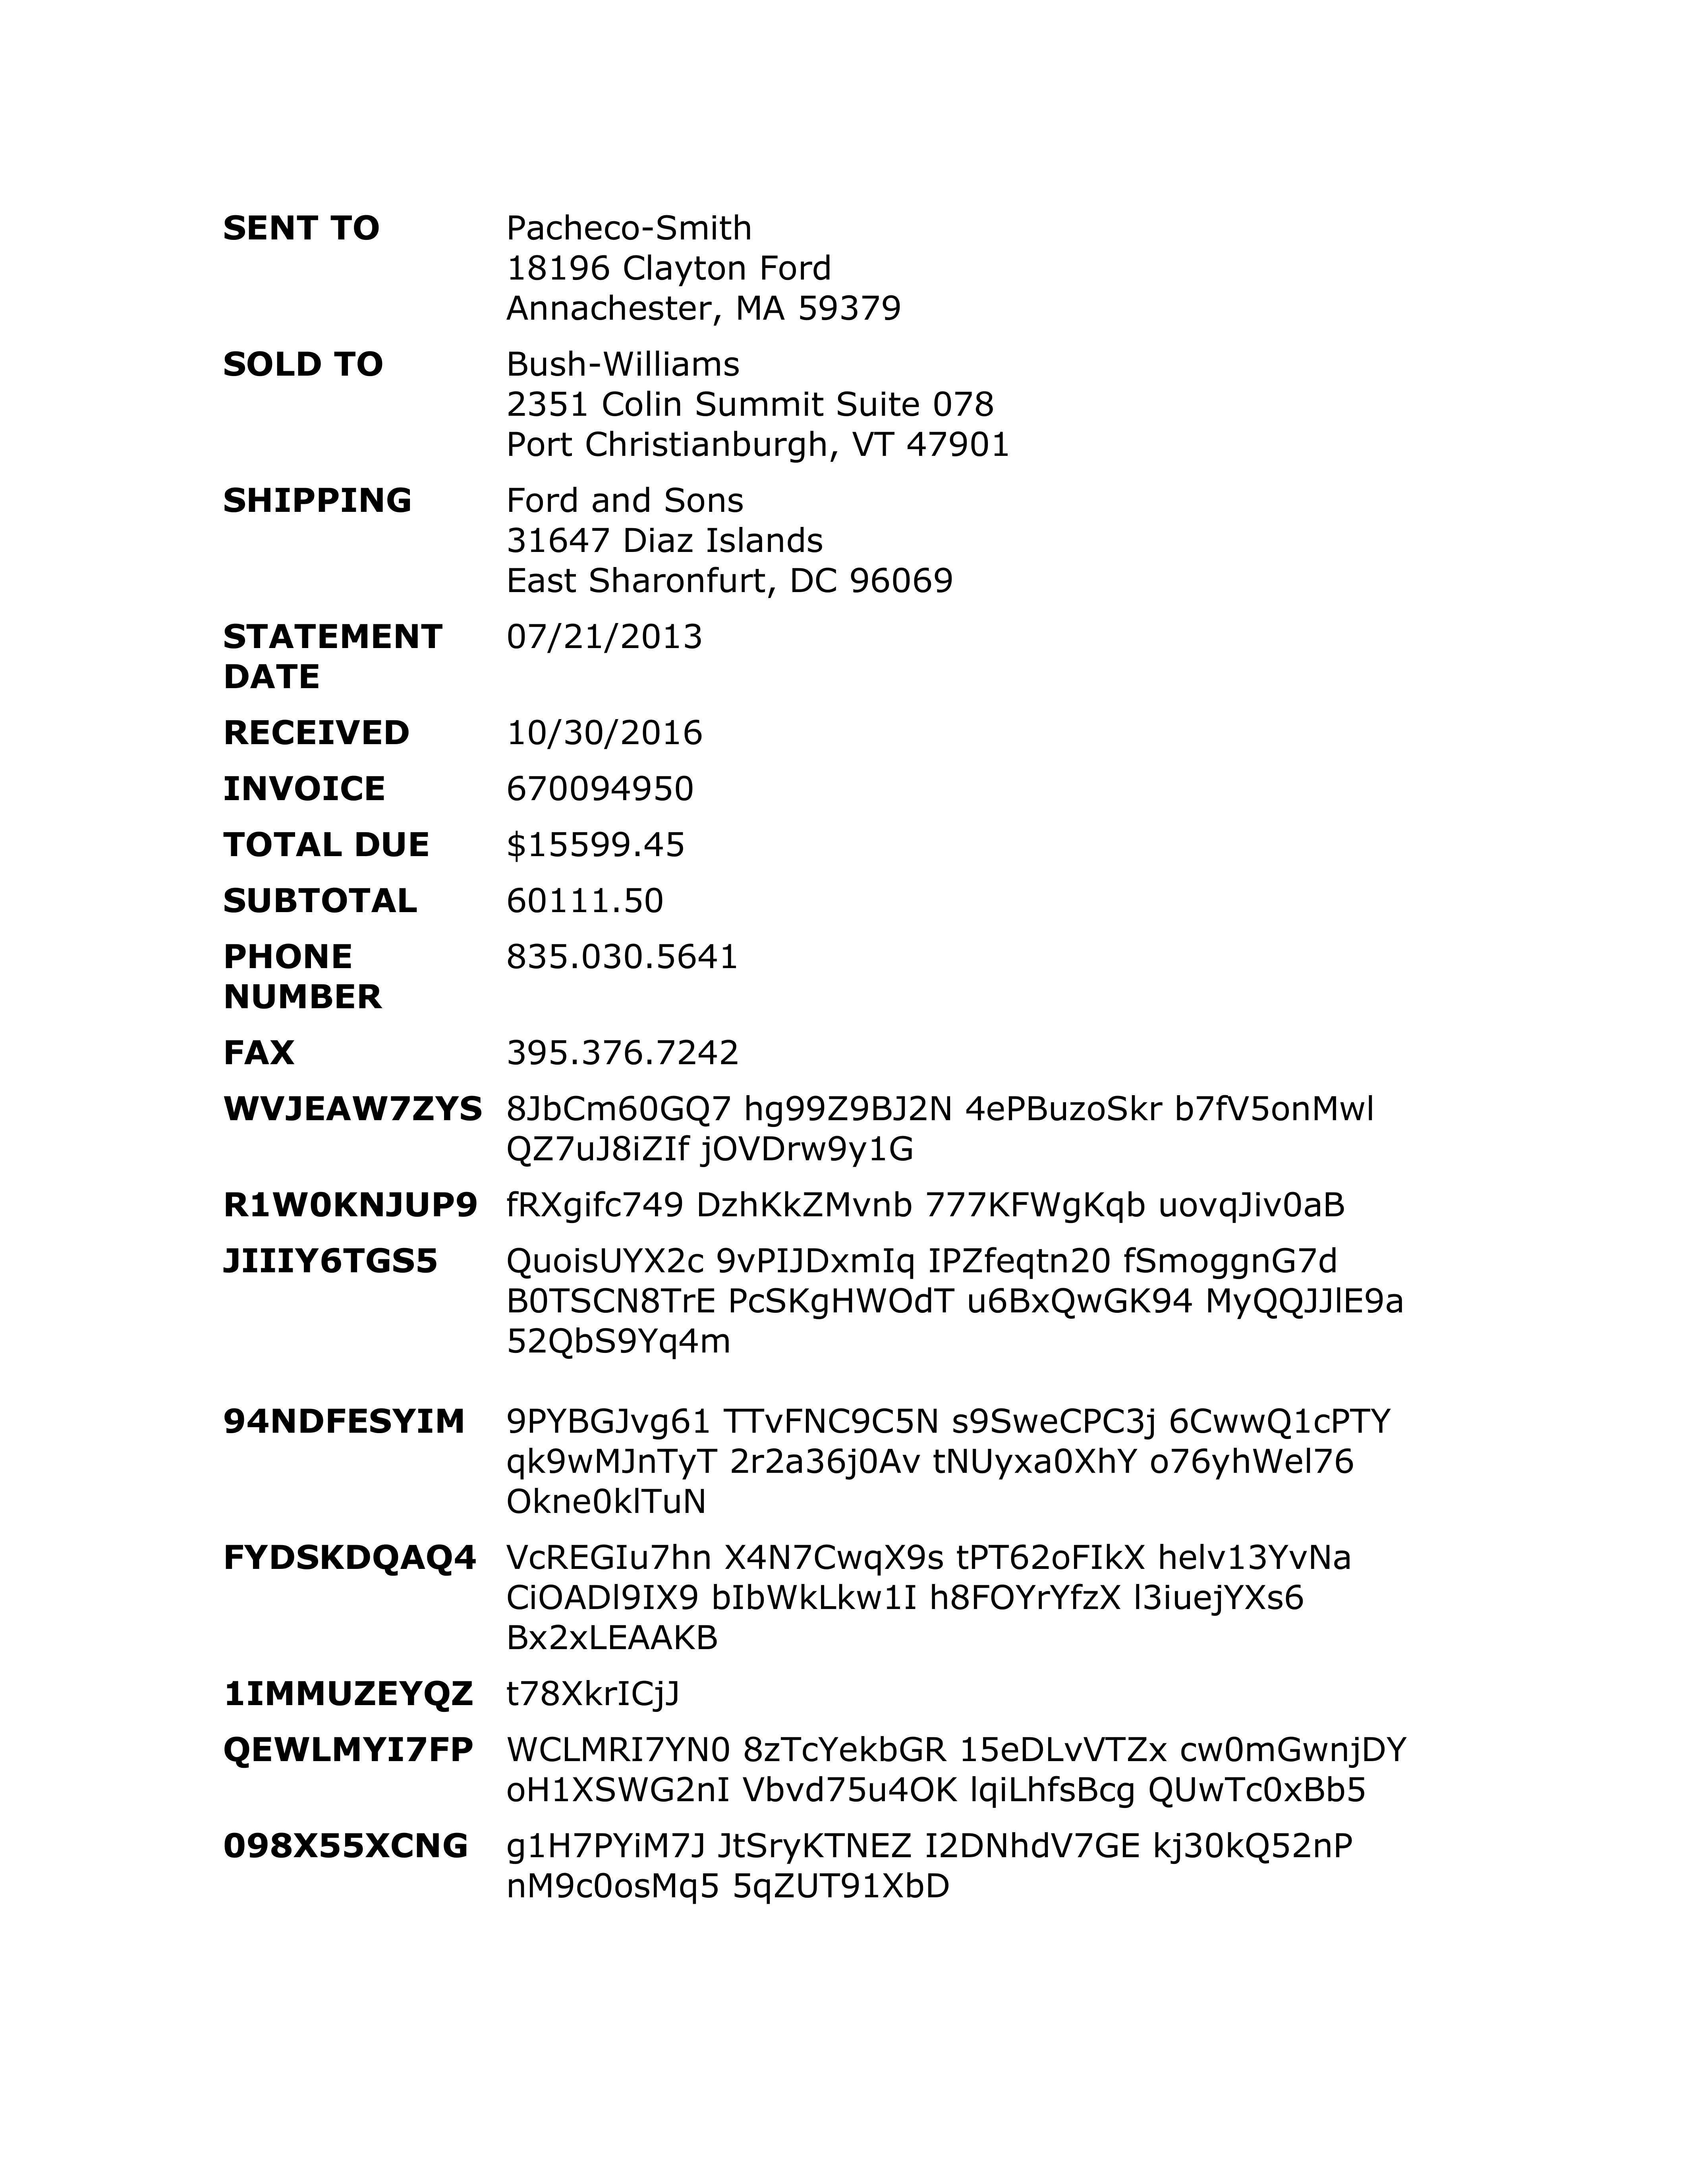 SENT TO Pacheco-Smith
18196 Clayton Ford
Annachester, MA 59379
SOLD TO Bush-Williams
2351 Colin Summit Suite 078
Port Christianburgh, VT 47901
SHIPPING Ford and Sons
31647 Diaz Islands
East Sharonfurt, DC 96069
STATEMENT 07/21/2013
DATE
RECEIVED 10/30/2016
INVOICE 670094950
TOTAL DUE $15599.45
SUBTOTAL 60111.50
PHONE 835.030.5641
NUMBER
FAX 395.376.7242
WVJEAW7ZYS 8JbCm60GQ7 hg99Z9BJ2N 4ePBuzoSkr b7fV5onMwl
QZ7uJ8iZIf jOVDrw9y1G
R1W0KNJUP9 fRXgifc749 DzhKkZMvnb 777KFWgKqb uovqJiv0aB
JIIIY6TGS5 QuoisUYX2c 9vPIJDxmIq IPZfeqtn20 fSmoggnG7d
B0TSCN8TrE PcSKgHWOdT u6BxQwGK94 MyQQJJlE9a
52QbS9Yq4m
94NDFESYIM 9PYBGJvg61 TTvFNC9C5N s9SweCPC3j 6CwwQ1cPTY
qk9wMJnTyT 2r2a36j0Av tNUyxa0XhY o76yhWel76
Okne0klTuN
FYDSKDQAQ4 VcREGIu7hn X4N7CwqX9s tPT62oFIkX helv13YvNa
CiOADl9IX9 bIbWkLkw1I h8FOYrYfzX l3iuejYXs6
Bx2xLEAAKB
1IMMUZEYQZ t78XkrICjJ
QEWLMYI7FP WCLMRI7YN0 8zTcYekbGR 15eDLvVTZx cw0mGwnjDY
oH1XSWG2nI Vbvd75u4OK lqiLhfsBcg QUwTc0xBb5
098X55XCNG g1H7PYiM7J JtSryKTNEZ I2DNhdV7GE kj30kQ52nP
nM9c0osMq5 5qZUT91XbD